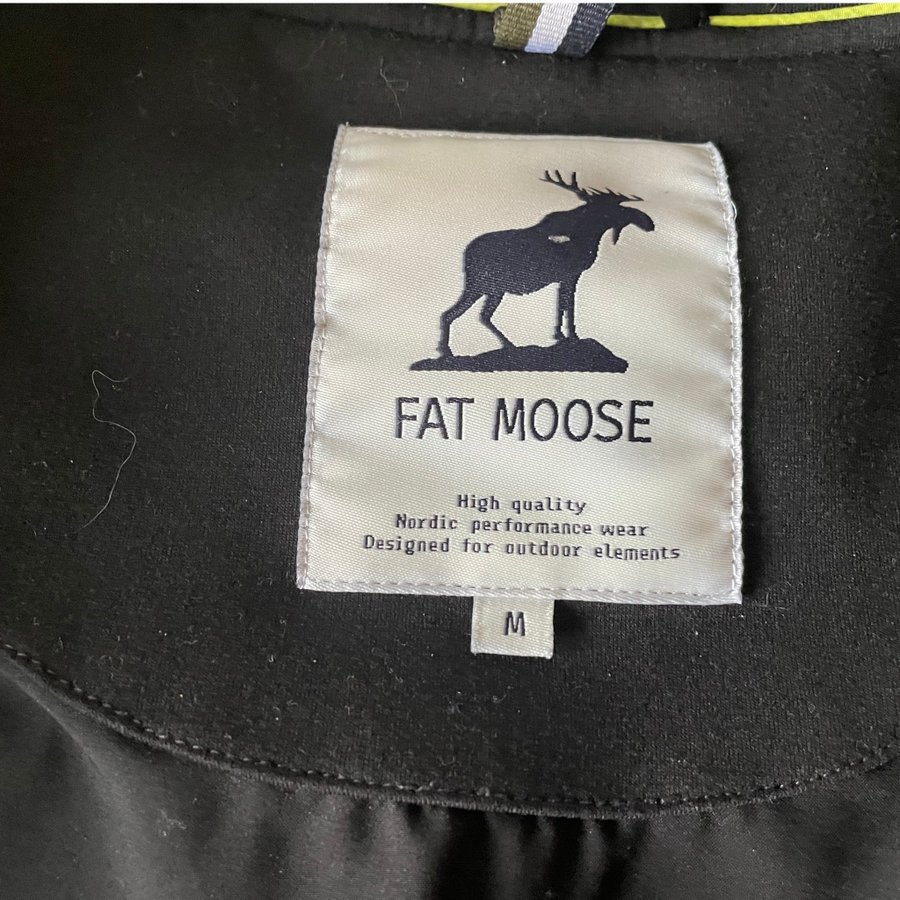 FAT MOOSE
High quality
Nordic performance wear
Designed for outdoor elements
M